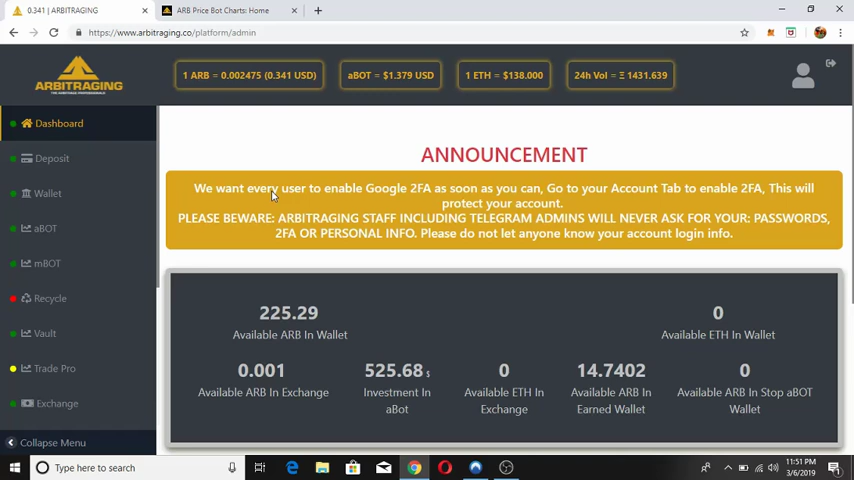 0.341 | ARBITRAGING
ARB Price Bot Charts: Home
https://www.arbitraging.co/platform/admin
ARBITRAGING
1 ARB = 0.002475 (0.341 USD)
aBOT = $1.379 USD
1 ETH = $138.000
24h Vol = Ξ 1431.639
Dashboard
Deposit
Wallet
aBOT
mBOT
Recycle
Vault
Trade Pro
Exchange
Collapse Menu
ANNOUNCEMENT
We want every user to enable Google 2FA as soon as you can, Go to your Account Tab to enable 2FA, This will
protect your account.
PLEASE BEWARE: ARBITRAGING STAFF INCLUDING TELEGRAM ADMINS WILL NEVER ASK FOR YOUR: PASSWORDS,
2FA OR PERSONAL INFO. Please do not let anyone know your account login info.
225.29
Available ARB In Wallet
0
Available ETH In Wallet
0.001
Available ARB In Exchange
525.68 $
Investment In
aBot
0
Available ETH In
Exchange
14.7402
Available ARB In
Earned Wallet
0
Available ARB In Stop aBOT
Wallet
Type here to search
11:51 PM
3/6/2019